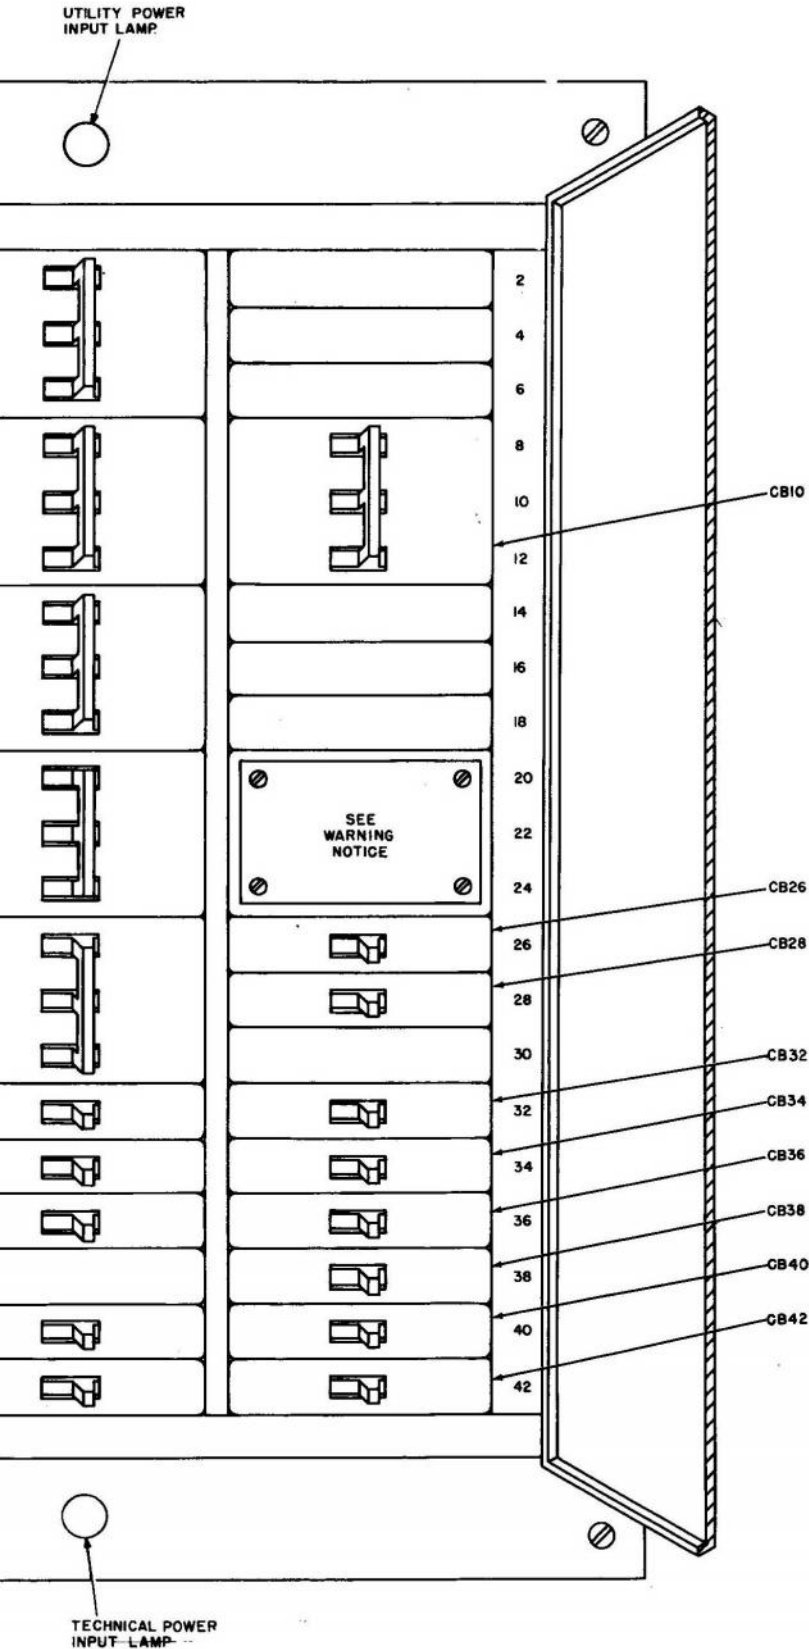 UTILITY POWER
INPUT LAMP
2
4
6
8
10
CB10
12
14
16
18
20
SEE
WARNING
NOTICE
22
24
CB26
26
CB28
28
30
CB32
32
CB34
34
CB36
36
CB38
38
CB40
40
CB42
42
TECHNICAL POWER
INPUT LAMP